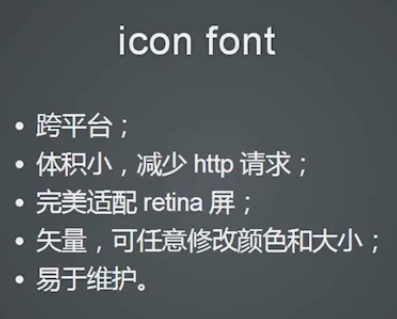 icon font
• 跨平台；
• 体积小，减少 http 请求；
• 完美适配 retina 屏；
• 矢量，可任意修改颜色和大小；
• 易于维护。